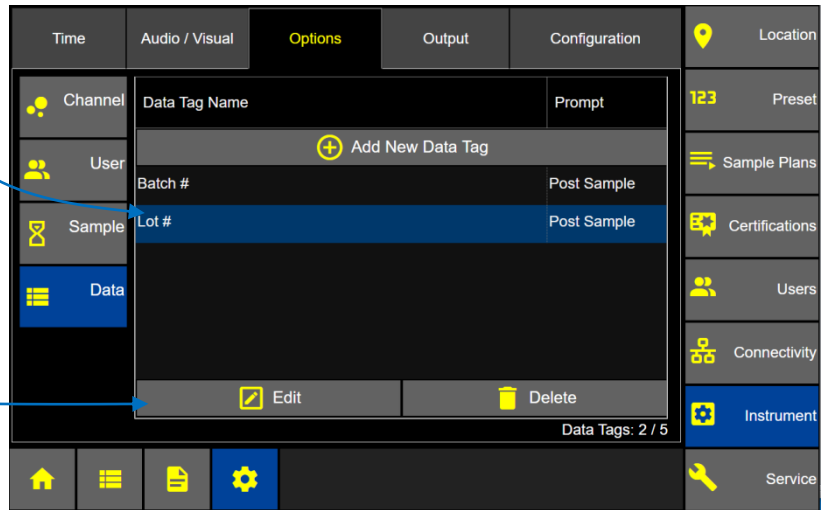 Time
Audio / Visual
Options
Output
Configuration
Location
Channel
Data Tag Name
Prompt
123
Preset
Add New Data Tag
User
Sample Plans
Batch #
Post Sample
Sample
Lot #
Post Sample
Certifications
Data
Users
Connectivity
Edit
Delete
Instrument
Data Tags: 2 / 5
Service